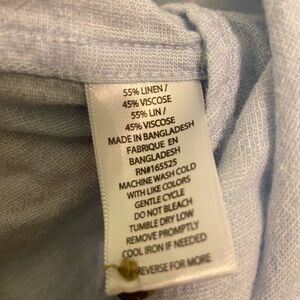 55% LINEN /
45% VISCOSE
55% LIN /
45% VISCOSE
MADE IN BANGLADESH
FABRIQUE EN
BANGLADESH
RN#165525
MACHINE WASH COLD
WITH LIKE COLORS
GENTLE CYCLE
DO NOT BLEACH
TUMBLE DRY LOW
REMOVE PROMPTLY
COOL IRON IF NEEDED
REVERSE FOR MORE